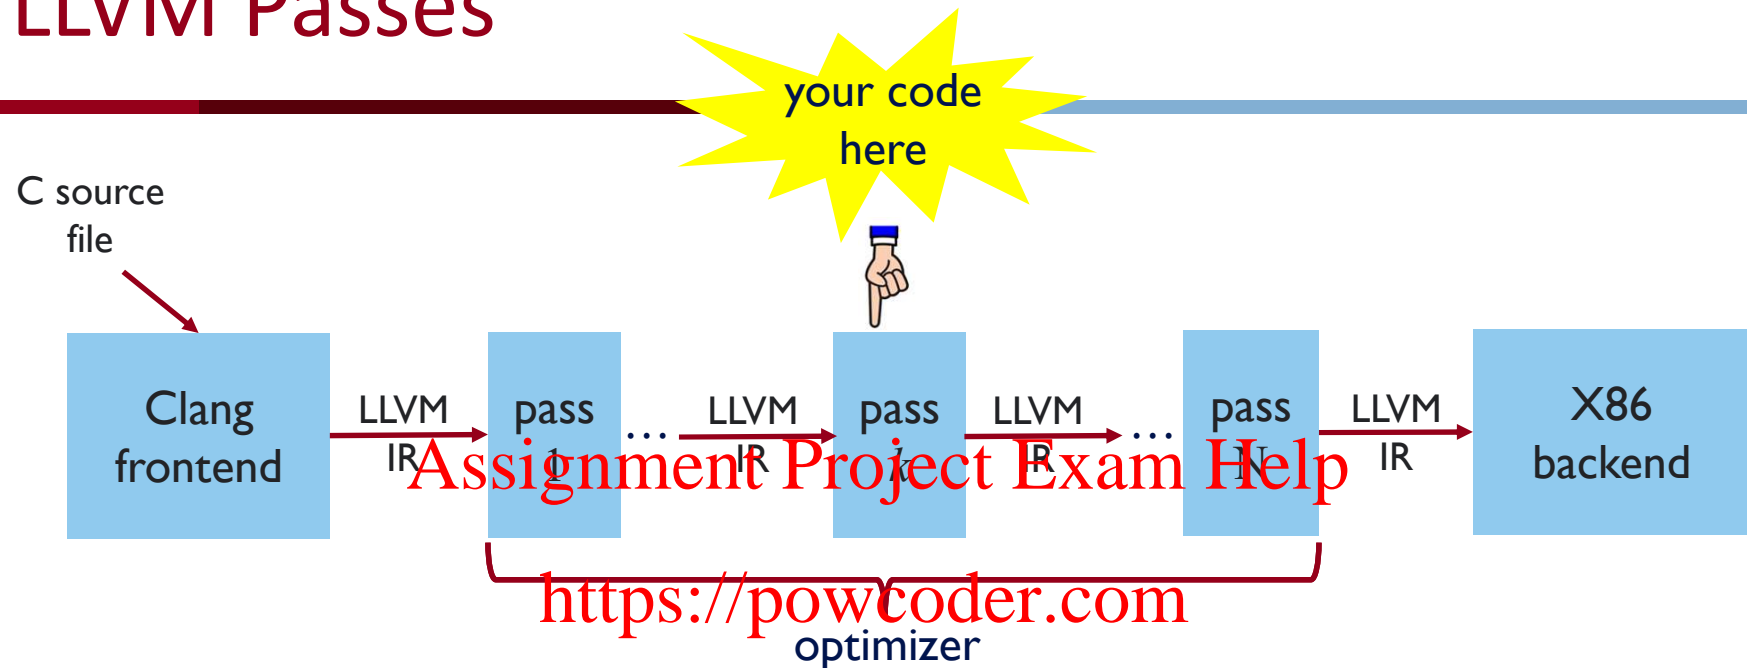 LLVM Passes
your code
here
C source
file
Clang
frontend
LLVM
IR
pass
1
...
LLVM
IR
pass
k
LLVM
IR
...
pass
N
LLVM
IR
X86
backend
Assignment Project Exam Help
https://powcoder.com
optimizer